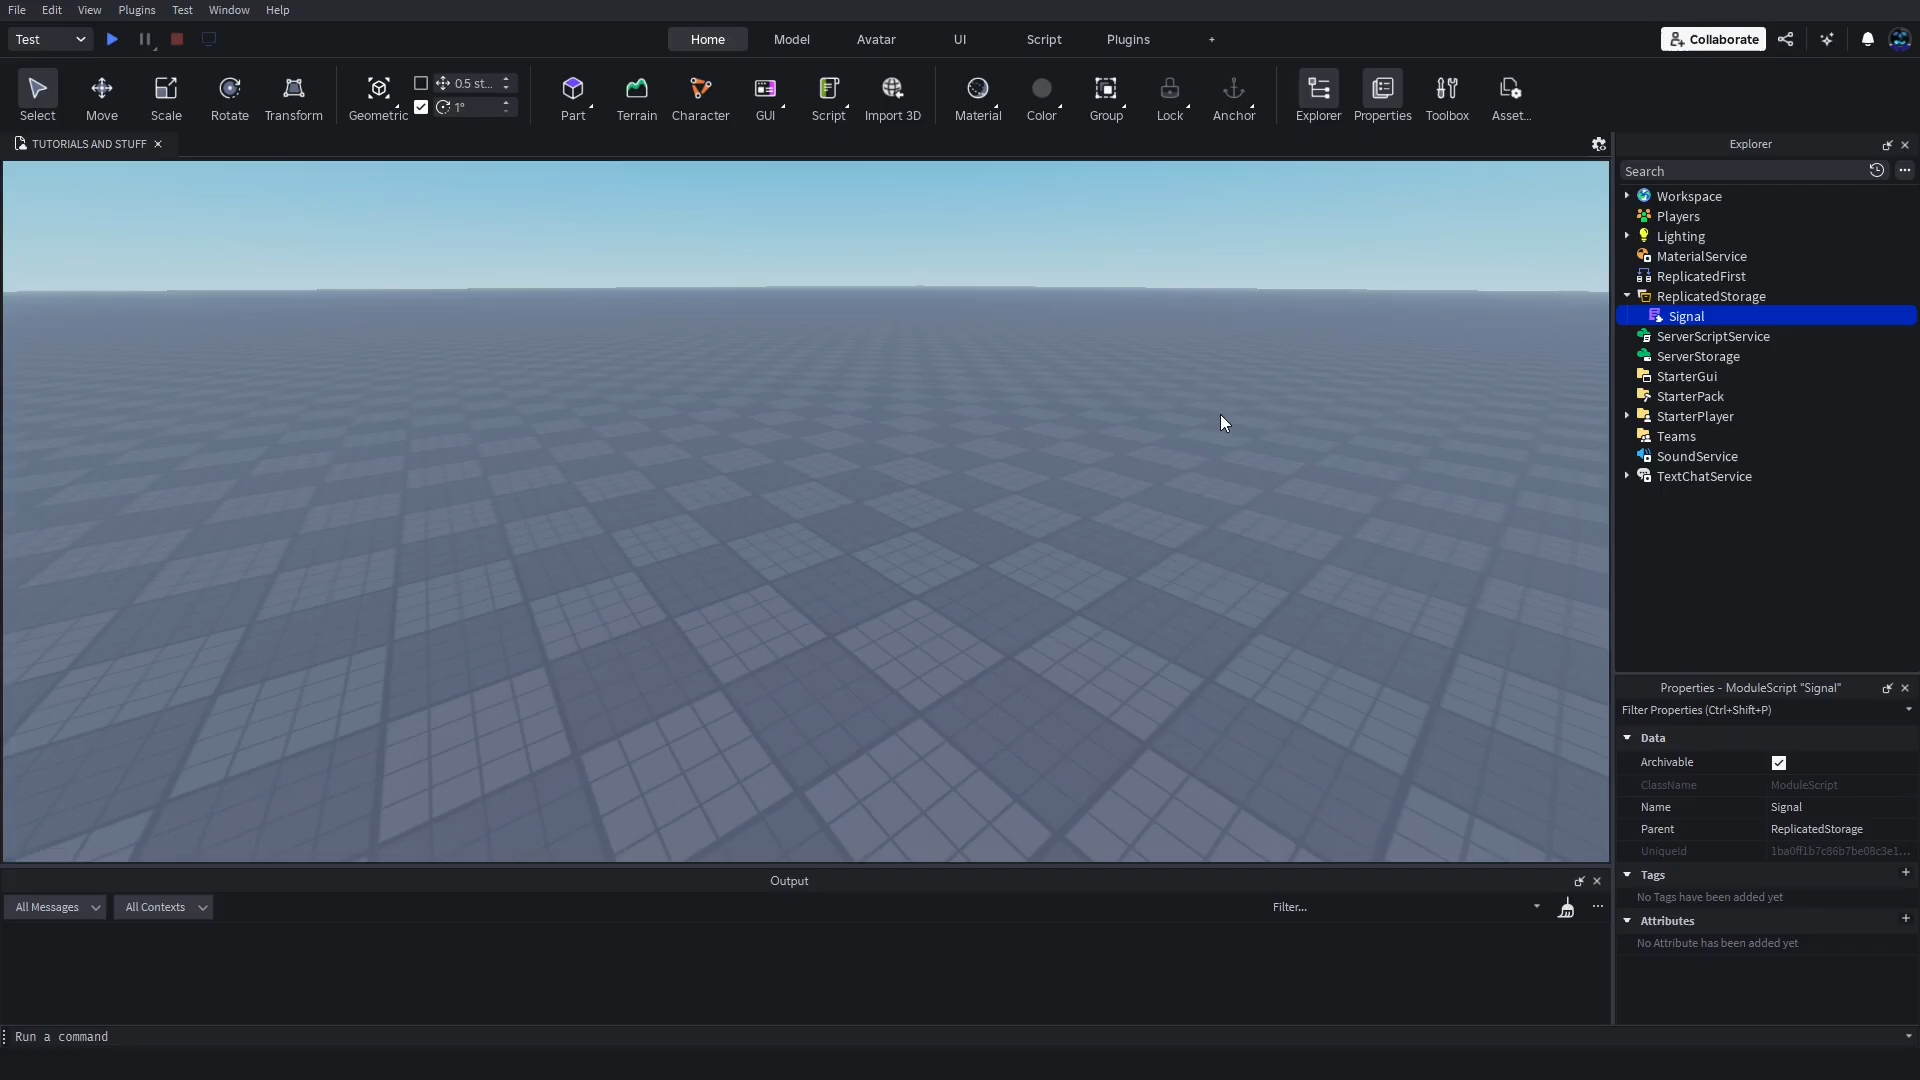 File Edit View Plugins Test Window Help
Test Home Model Avatar UI Script Plugins + Collaborate
Select Move Scale Rotate Transform Geometric 0.5 st... 1° Part Terrain Character GUI Script Import 3D Material Color Group Lock Anchor Explorer Properties Toolbox Asset...
TUTORIALS AND STUFF
Explorer
Search
Workspace
Players
Lighting
MaterialService
ReplicatedFirst
ReplicatedStorage
Signal
ServerScriptService
ServerStorage
StarterGui
StarterPack
StarterPlayer
Teams
SoundService
TextChatService
Properties - ModuleScript "Signal"
Filter Properties (Ctrl+Shift+P)
Data
Archivable
ClassName ModuleScript
Name Signal
Parent ReplicatedStorage
UniqueId 1ba0ff1b7c86b7be08c3e1...
Tags +
No Tags have been added yet
Attributes +
No Attribute has been added yet
Output
All Messages All Contexts Filter...
Run a command